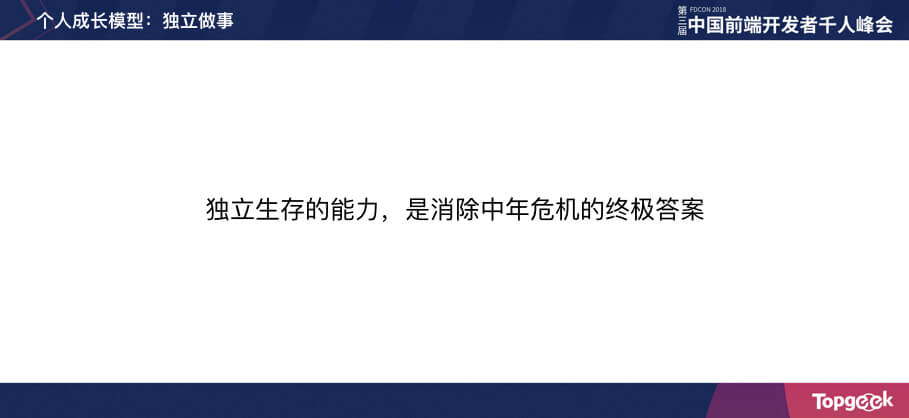 个人成长模型：独立做事
第三届
FDCON 2018
中国前端开发者千人峰会
独立生存的能力，是消除中年危机的终极答案
Topgeek